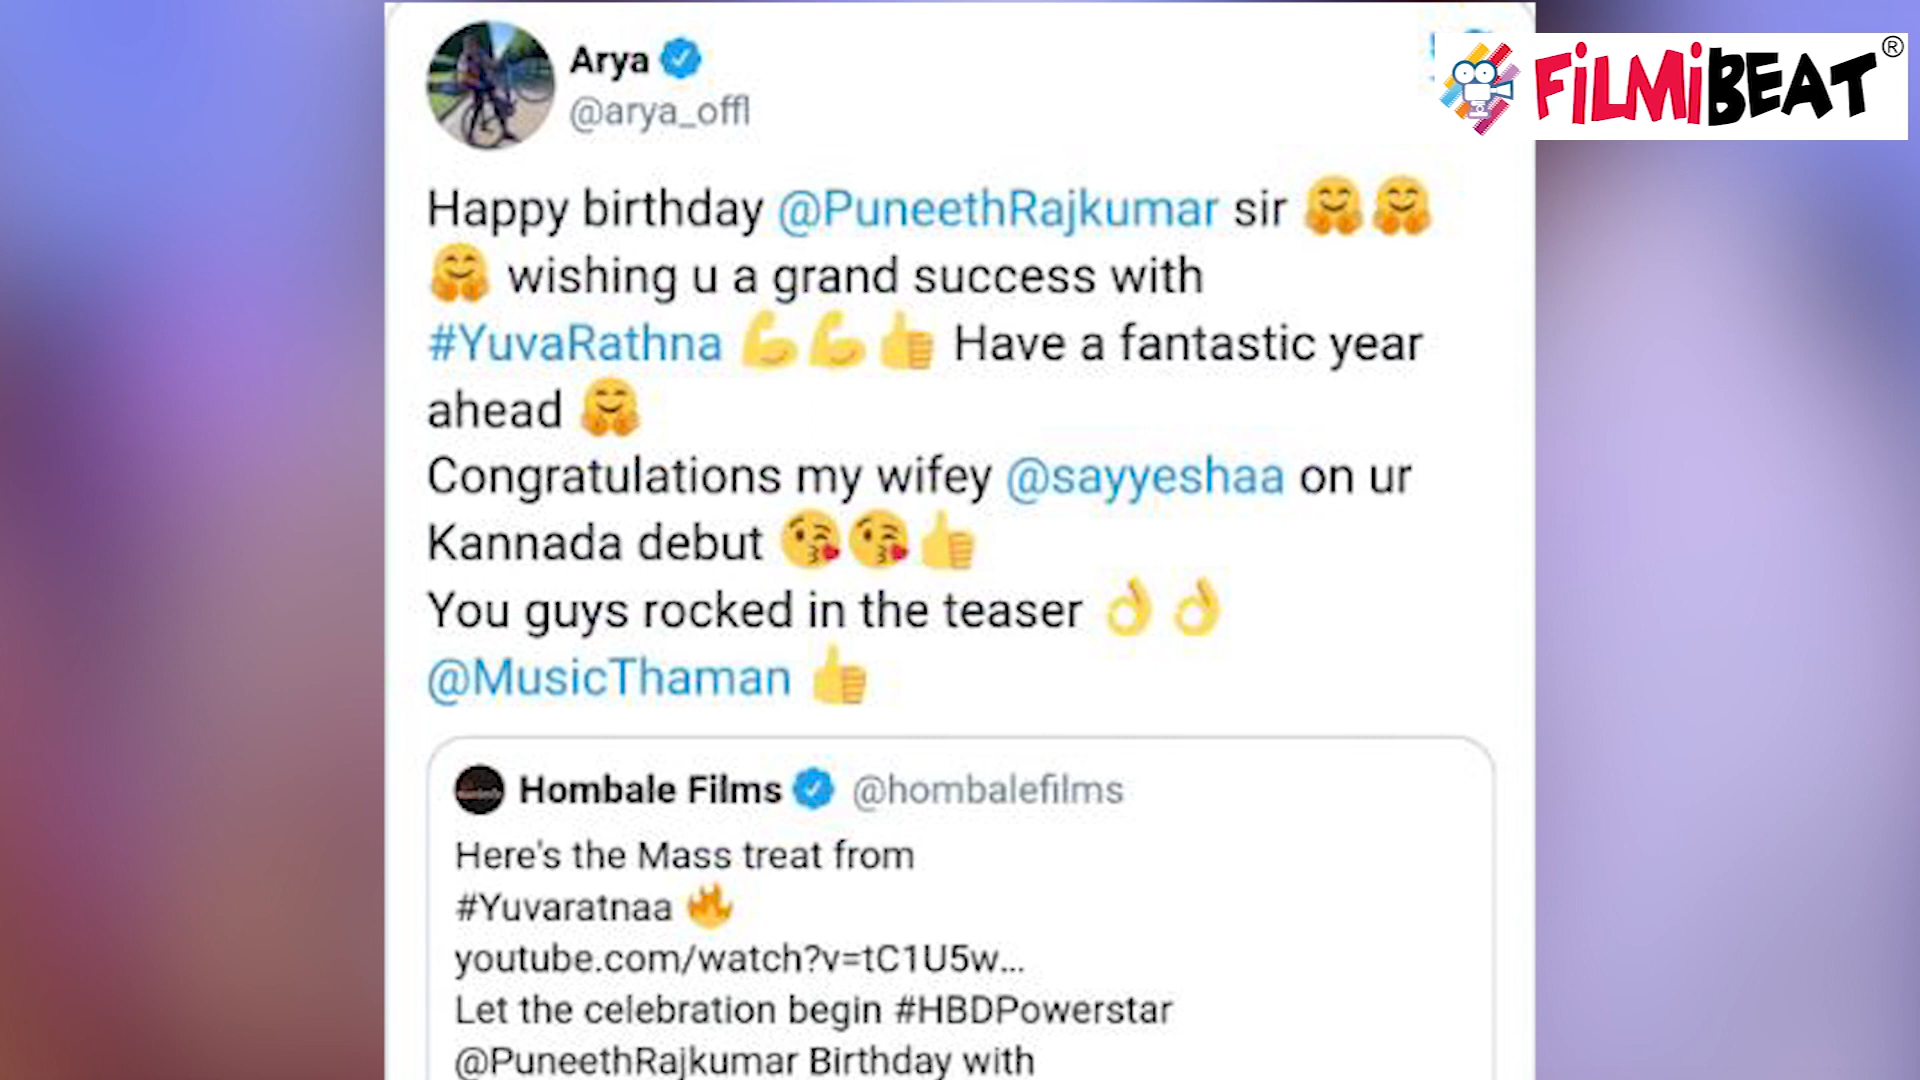 Arya
@arya_offl
FiLMiBEAT®
Happy birthday @PuneethRajkumar sir 🤗🤗
🤗 wishing u a grand success with
#YuvaRathna 💪💪👍 Have a fantastic year
ahead 🤗
Congratulations my wifey @sayyeshaa on ur
Kannada debut 😘😘👍
You guys rocked in the teaser 👌👌
@MusicThaman 👍
Hombale Films @hombalefilms
Here's the Mass treat from
#Yuvaratnaa 🔥
youtube.com/watch?v=tC1U5w…
Let the celebration begin #HBDPowerstar
@PuneethRajkumar Birthday with